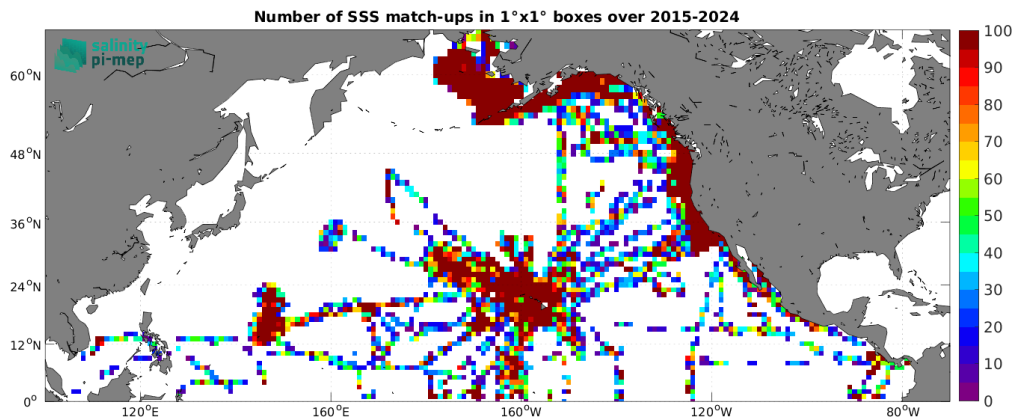 Number of SSS match-ups in 1°x1° boxes over 2015-2024
salinity
pi-mep
60°N
48°N
36°N
24°N
12°N
0°
120°E
160°E
160°W
120°W
80°W
100
90
80
70
60
50
40
30
20
10
0